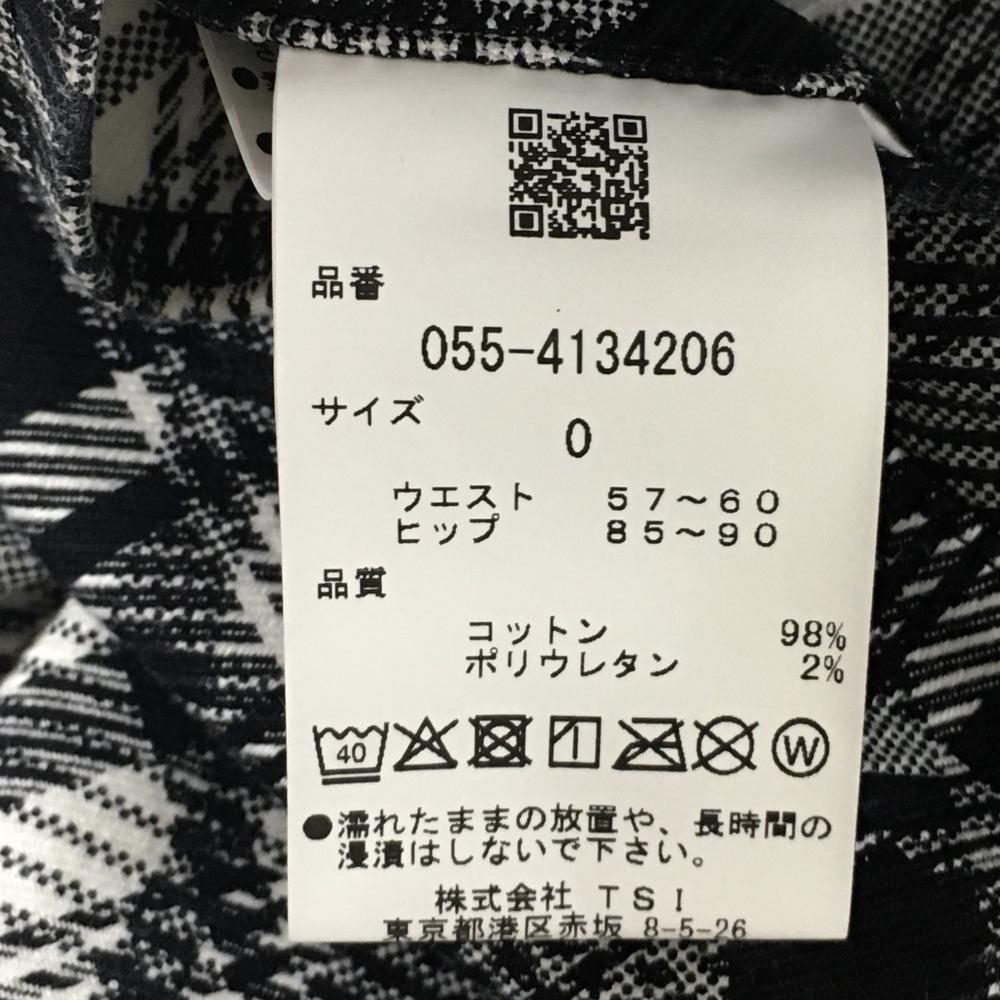 品番
055-4134206
サイズ
0
ウエスト 57～60
ヒップ 85～90
品質
コットン 98%
ポリウレタン 2%
40 W
●濡れたままの放置や、長時間の
浸漬はしないで下さい。
株式会社 TSI
東京都港区赤坂 8-5-26